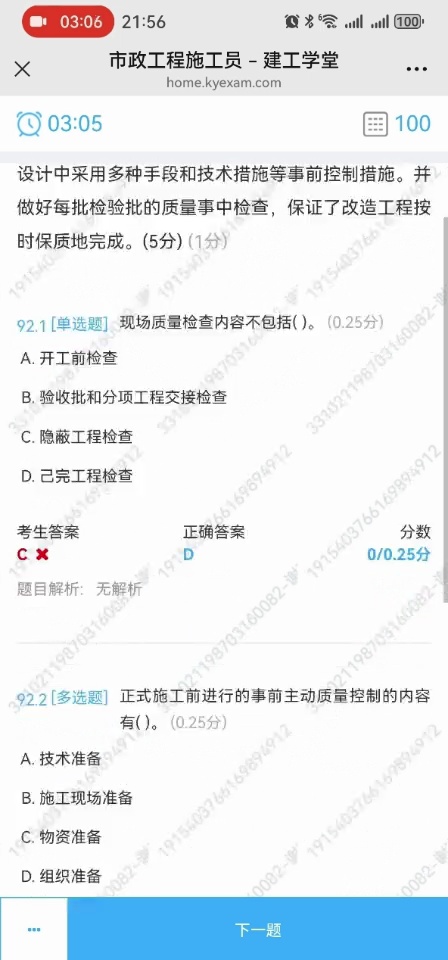 03:06 21:56 100
市政工程施工员 - 建工学堂
home.kyexam.com
03:05 100
设计中采用多种手段和技术措施等事前控制措施。并
做好每批检验批的质量事中检查，保证了改造工程按
时保质地完成。(5分) (1分)
92.1 [单选题] 现场质量检查内容不包括( )。 (0.25分)
A. 开工前检查
B. 验收批和分项工程交接检查
C. 隐蔽工程检查
D. 己完工程检查
考生答案 正确答案 分数
C ✖ D 0/0.25分
题目解析: 无解析
92.2 [多选题] 正式施工前进行的事前主动质量控制的内容
有( )。 (0.25分)
A. 技术准备
B. 施工现场准备
C. 物资准备
D. 组织准备
下一题